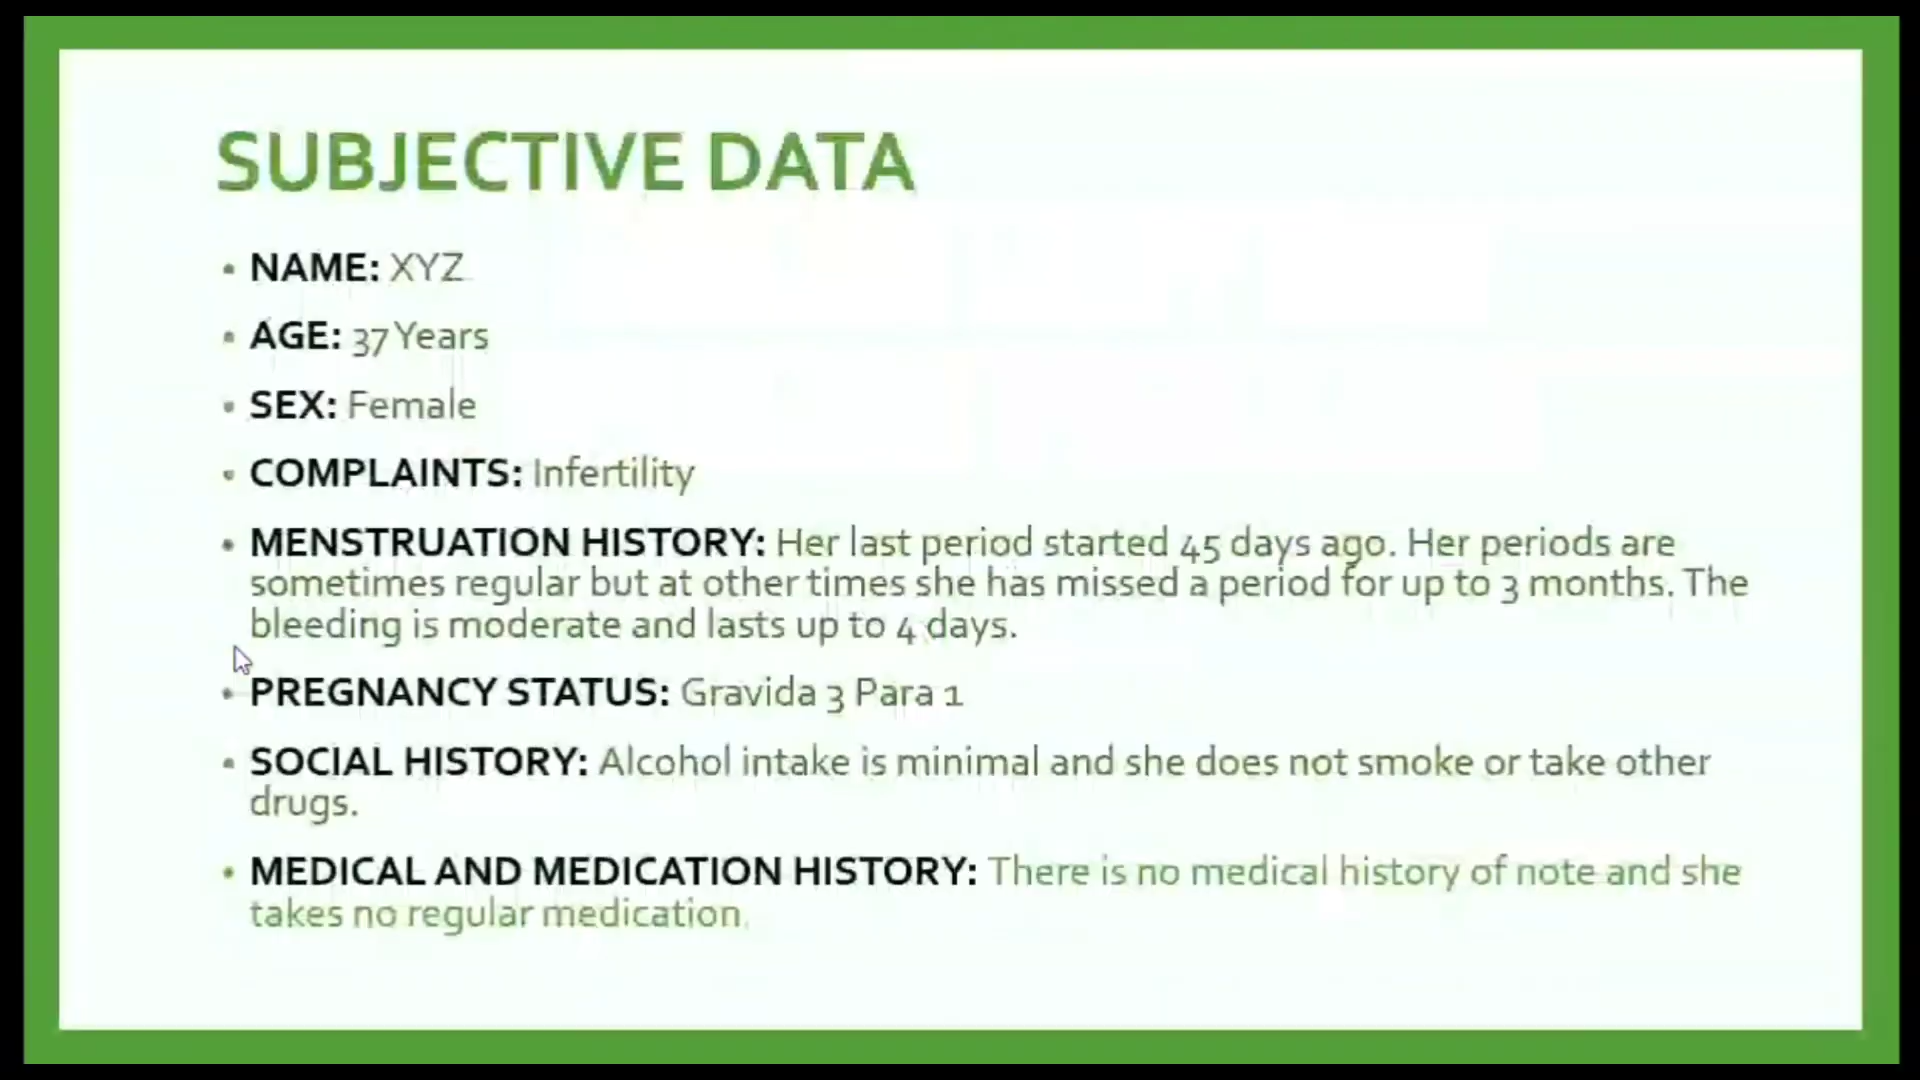 SUBJECTIVE DATA
• NAME: XYZ
• AGE: 37 Years
• SEX: Female
• COMPLAINTS: Infertility
• MENSTRUATION HISTORY: Her last period started 45 days ago. Her periods are
sometimes regular but at other times she has missed a period for up to 3 months. The
bleeding is moderate and lasts up to 4 days.
• PREGNANCY STATUS: Gravida 3 Para 1
• SOCIAL HISTORY: Alcohol intake is minimal and she does not smoke or take other
drugs.
• MEDICAL AND MEDICATION HISTORY: There is no medical history of note and she
takes no regular medication.